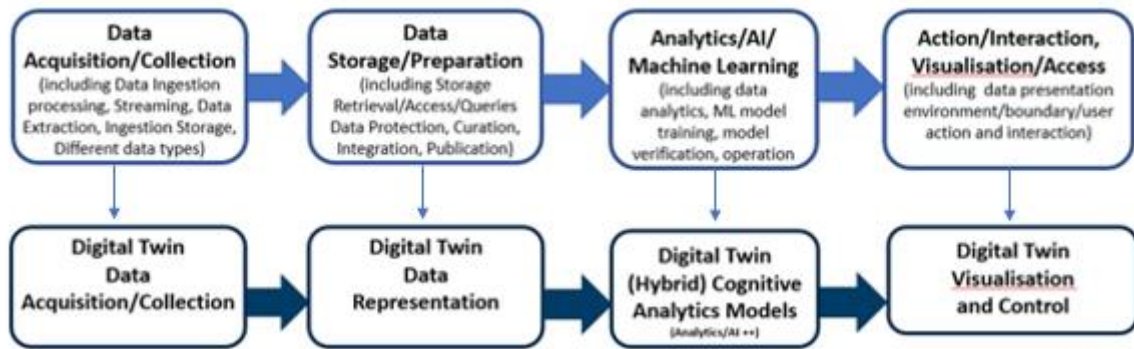 Data
Acquisition/Collection
(including Data Ingestion
processing, Streaming, Data
Extraction, Ingestion Storage,
Different data types)
Data
Storage/Preparation
(including Storage
Retrieval/Access/Queries
Data Protection, Curation,
Integration, Publication)
Analytics/AI/
Machine Learning
(including data
analytics, ML model
training, model
verification, operation
Action/Interaction,
Visualisation/Access
(including data presentation
environment/boundary/user
action and interaction)
Digital Twin
Data
Acquisition/Collection
Digital Twin
Data
Representation
Digital Twin
(Hybrid) Cognitive
Analytics Models
(Analytics/AI ++)
Digital Twin
Visualisation
and Control